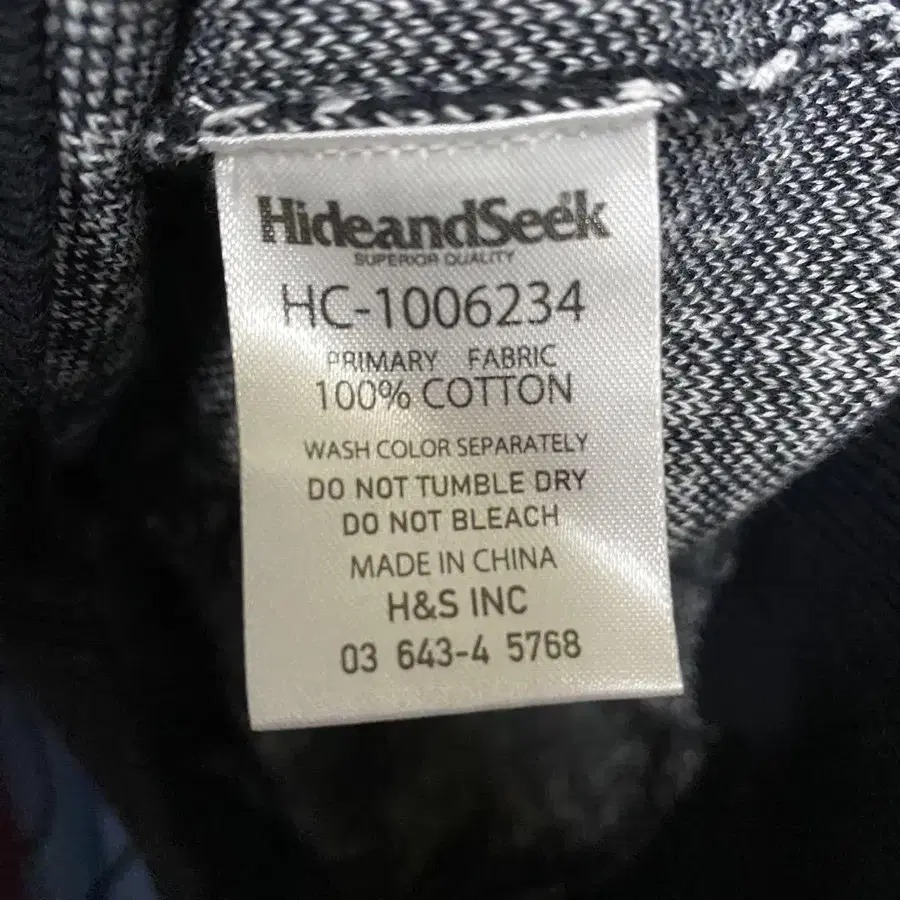 HideandSeek
SUPERIOR QUALITY
HC-1006234
PRIMARY FABRIC
100% COTTON
WASH COLOR SEPARATELY
DO NOT TUMBLE DRY
DO NOT BLEACH
MADE IN CHINA
H&S INC
03 643-4 5768